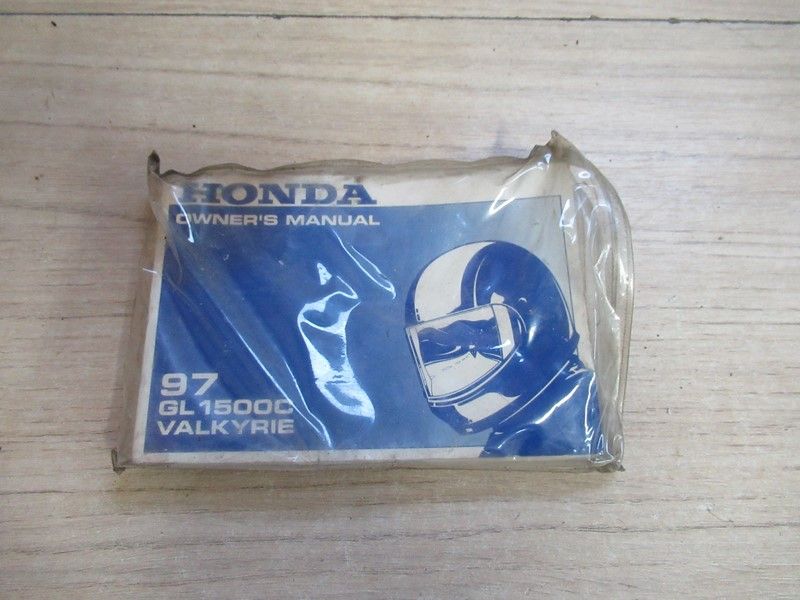 HONDA
OWNER'S MANUAL
97
GL1500C
VALKYRIE